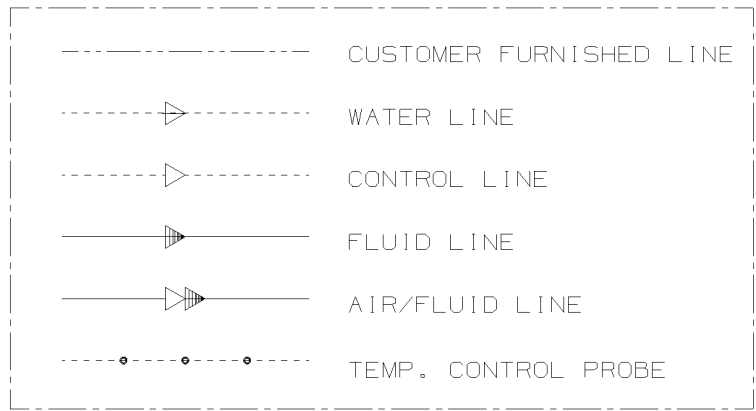 CUSTOMER FURNISHED LINE
WATER LINE
CONTROL LINE
FLUID LINE
AIR/FLUID LINE
TEMP. CONTROL PROBE